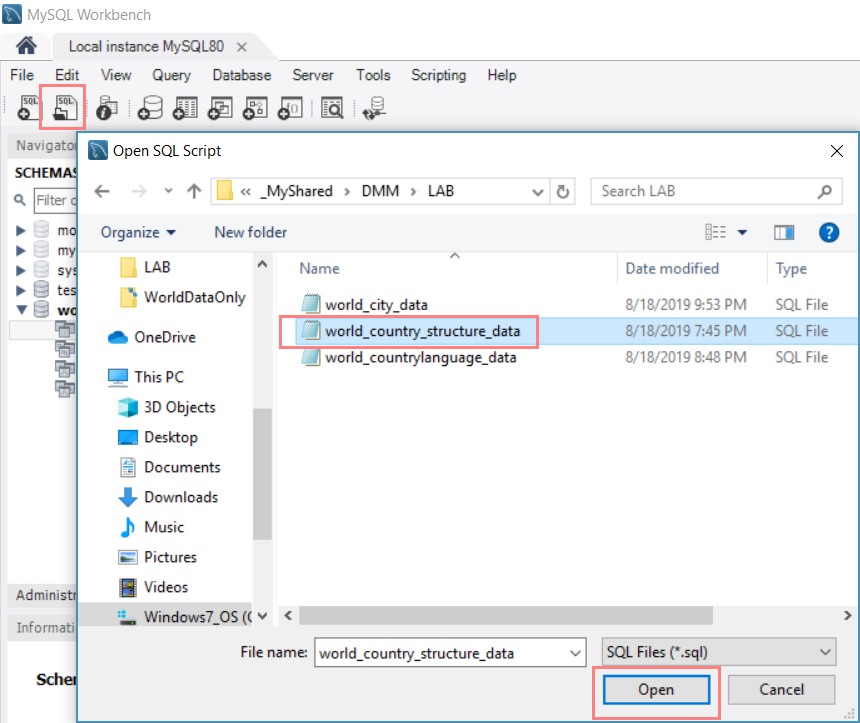 MySQL Workbench
Local instance MySQL80
File Edit View Query Database Server Tools Scripting Help
SQL SQL
Navigator
Open SQL Script
SCHEMAS
« _MyShared > DMM > LAB
Search LAB
Filter
Organize New folder
mo
my
sys
tes
wo
LAB
WorldDataOnly
OneDrive
This PC
3D Objects
Desktop
Documents
Downloads
Music
Pictures
Videos
Windows7_OS (
Name Date modified Type
world_city_data 8/18/2019 9:53 PM SQL File
world_country_structure_data 8/18/2019 7:45 PM SQL File
world_countrylanguage_data 8/18/2019 8:48 PM SQL File
Administr
Informati
Schem
File name: world_country_structure_data SQL Files (*.sql)
Open Cancel